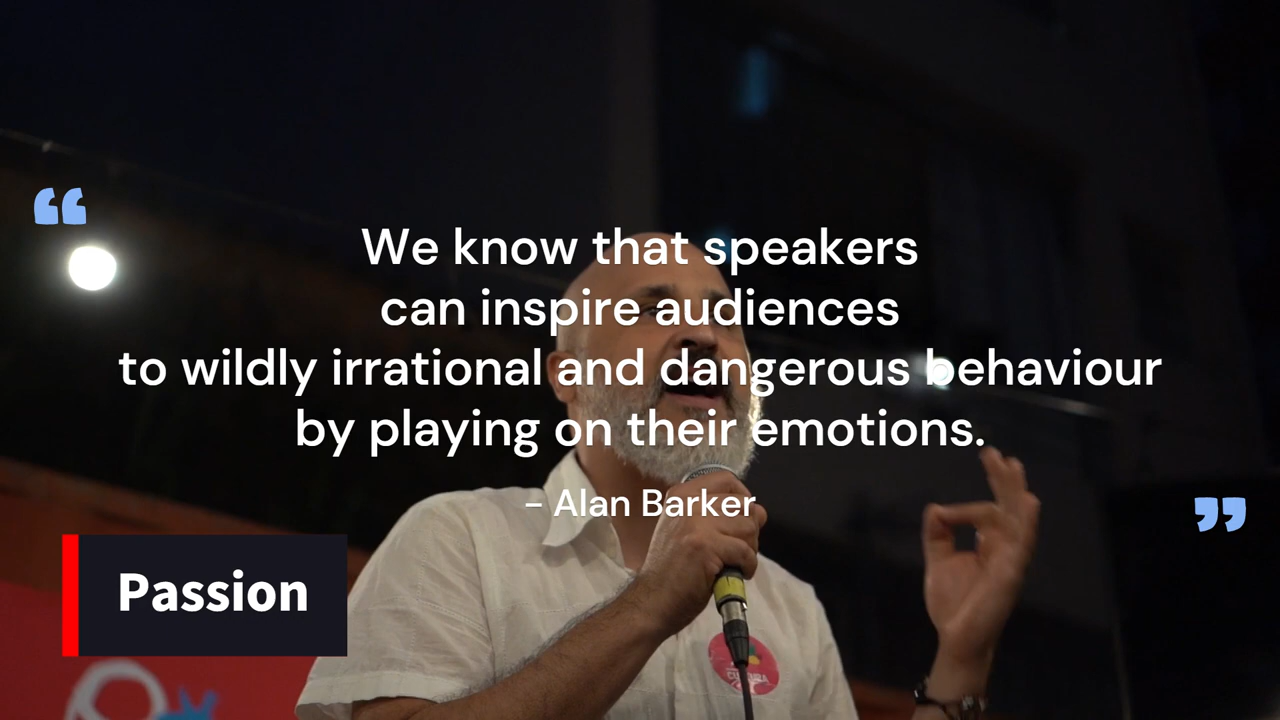 “
We know that speakers
can inspire audiences
to wildly irrational and dangerous behaviour
by playing on their emotions.
”
– Alan Barker
Passion